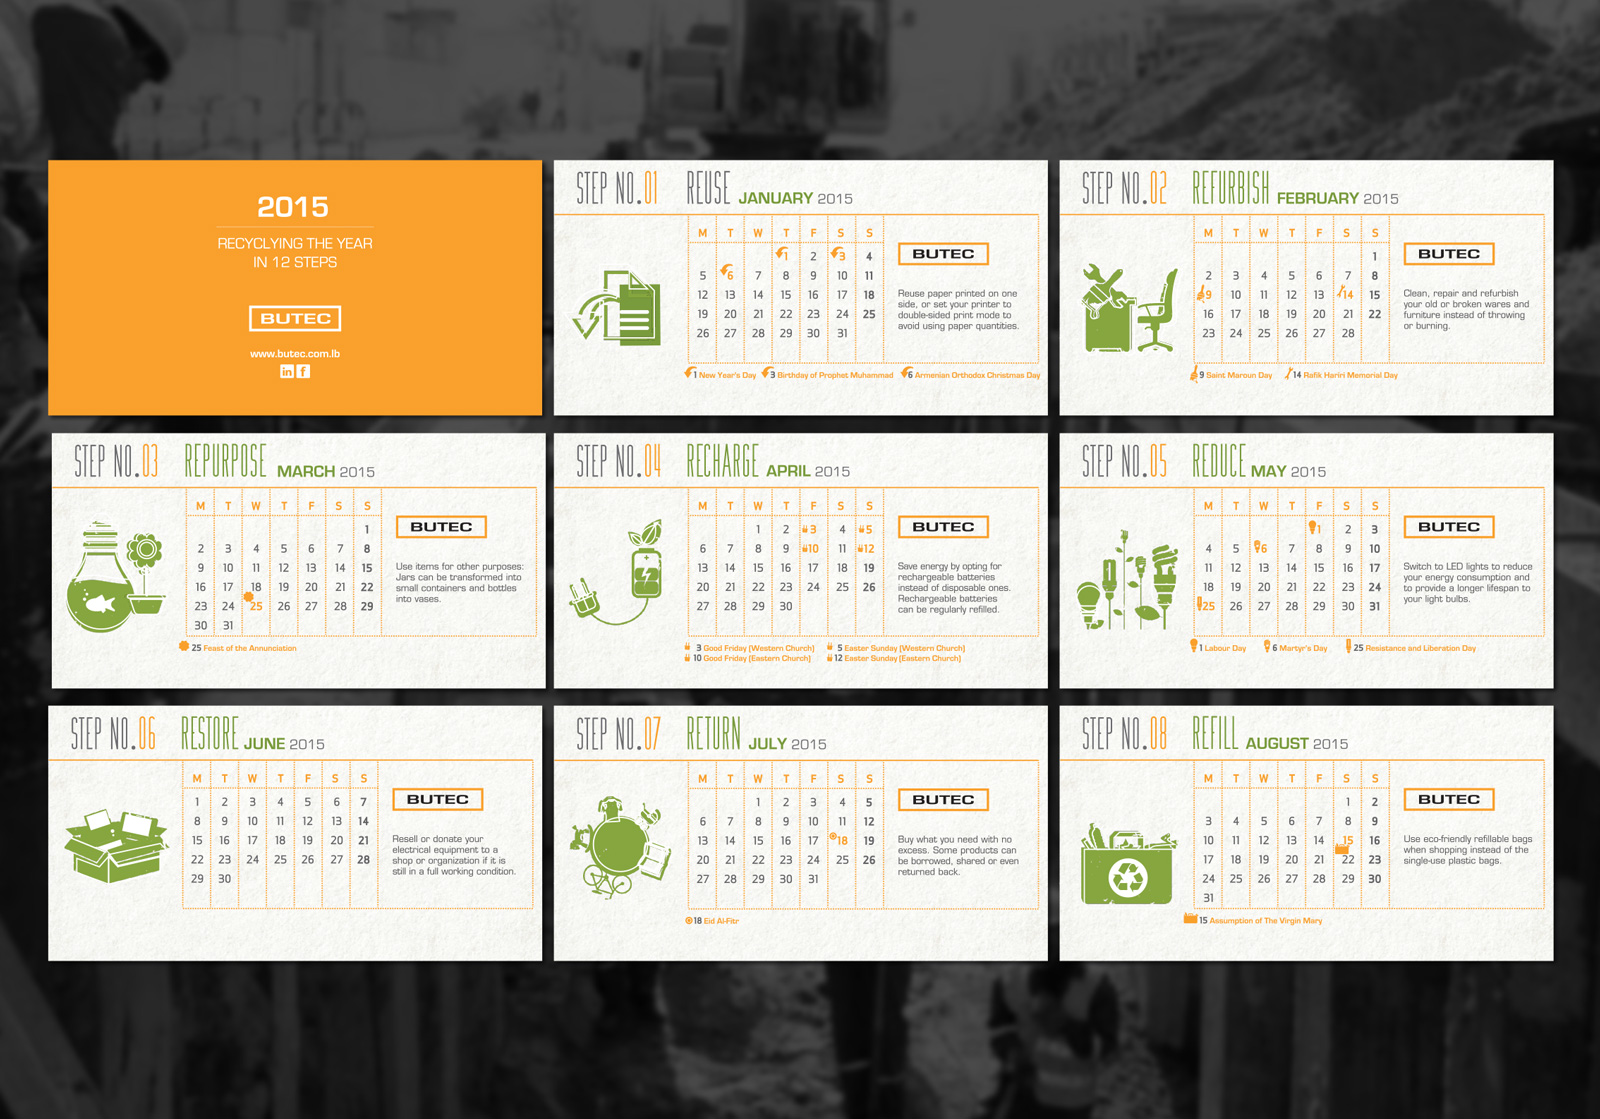 2015
RECYCLYING THE YEAR
IN 12 STEPS
BUTEC
www.butec.com.lb
in f
STEP NO.01 REUSE JANUARY 2015
M T W T F S S
1 2 3 4
5 6 7 8 9 10 11
12 13 14 15 16 17 18
19 20 21 22 23 24 25
26 27 28 29 30 31
BUTEC
Reuse paper printed on one
side, or set your printer to
double-sided print mode to
avoid using paper quantities.
1 New Year's Day 3 Birthday of Prophet Muhammad 6 Armenian Orthodox Christmas Day
STEP NO.02 REFURBISH FEBRUARY 2015
M T W T F S S
1
2 3 4 5 6 7 8
9 10 11 12 13 14 15
16 17 18 19 20 21 22
23 24 25 26 27 28
BUTEC
Clean, repair and refurbish
your old or broken wares and
furniture instead of throwing
or burning.
9 Saint Maroun Day 14 Rafik Hariri Memorial Day
STEP NO.03 REPURPOSE MARCH 2015
M T W T F S S
1
2 3 4 5 6 7 8
9 10 11 12 13 14 15
16 17 18 19 20 21 22
23 24 25 26 27 28 29
30 31
BUTEC
Use items for other purposes:
Jars can be transformed into
small containers and bottles
into vases.
25 Feast of the Annunciation
STEP NO.04 RECHARGE APRIL 2015
M T W T F S S
1 2 3 4 5
6 7 8 9 10 11 12
13 14 15 16 17 18 19
20 21 22 23 24 25 26
27 28 29 30
BUTEC
Save energy by opting for
rechargeable batteries
instead of disposable ones.
Rechargeable batteries
can be regularly refilled.
3 Good Friday (Western Church) 5 Easter Sunday (Western Church)
10 Good Friday (Eastern Church) 12 Easter Sunday (Eastern Church)
STEP NO.05 REDUCE MAY 2015
M T W T F S S
1 2 3
4 5 6 7 8 9 10
11 12 13 14 15 16 17
18 19 20 21 22 23 24
25 26 27 28 29 30 31
BUTEC
Switch to LED lights to reduce
your energy consumption and
to provide a longer lifespan to
your light bulbs.
1 Labour Day 6 Martyr's Day 25 Resistance and Liberation Day
STEP NO.06 RESTORE JUNE 2015
M T W T F S S
1 2 3 4 5 6 7
8 9 10 11 12 13 14
15 16 17 18 19 20 21
22 23 24 25 26 27 28
29 30
BUTEC
Resell or donate your
electrical equipment to a
shop or organization if it is
still in a full working condition.
STEP NO.07 RETURN JULY 2015
M T W T F S S
1 2 3 4 5
6 7 8 9 10 11 12
13 14 15 16 17 18 19
20 21 22 23 24 25 26
27 28 29 30 31
BUTEC
Buy what you need with no
excess. Some products can
be borrowed, shared or even
returned back.
18 Eid Al-Fitr
STEP NO.08 REFILL AUGUST 2015
M T W T F S S
1 2
3 4 5 6 7 8 9
10 11 12 13 14 15 16
17 18 19 20 21 22 23
24 25 26 27 28 29 30
31
BUTEC
Use eco-friendly refillable bags
when shopping instead of the
single-use plastic bags.
15 Assumption of The Virgin Mary